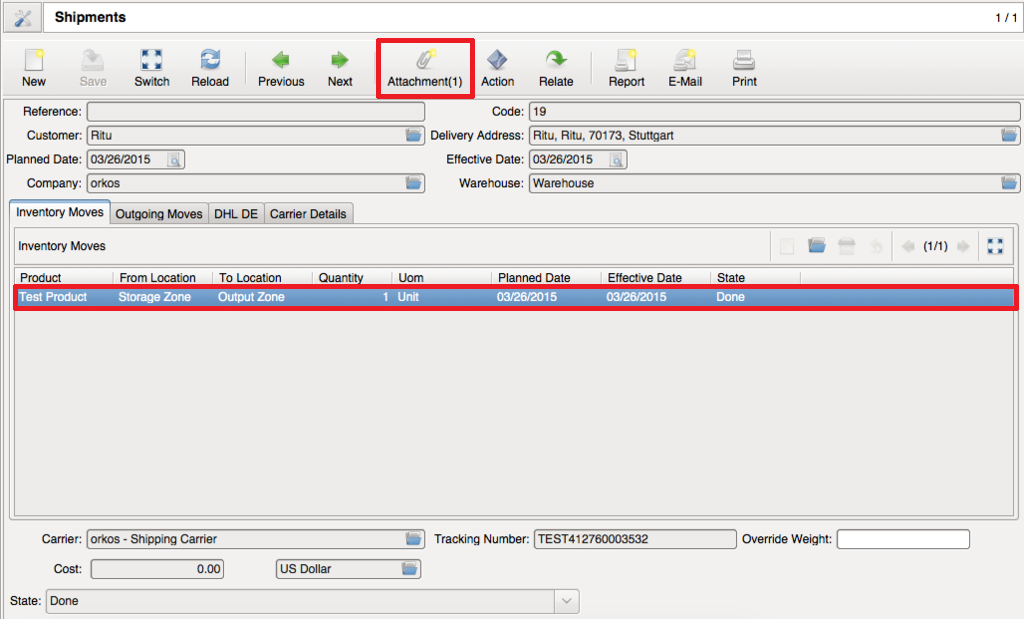 Shipments 1 / 1
New Save Switch Reload Previous Next Attachment(1) Action Relate Report E-Mail Print
Reference: Code: 19
Customer: Ritu Delivery Address: Ritu, Ritu, 70173, Stuttgart
Planned Date: 03/26/2015 Effective Date: 03/26/2015
Company: orkos Warehouse: Warehouse
Inventory Moves Outgoing Moves DHL DE Carrier Details
Inventory Moves (1/1)
Product From Location To Location Quantity Uom Planned Date Effective Date State
Test Product Storage Zone Output Zone 1 Unit 03/26/2015 03/26/2015 Done
Carrier: orkos - Shipping Carrier Tracking Number: TEST412760003532 Override Weight:
Cost: 0.00 US Dollar
State: Done